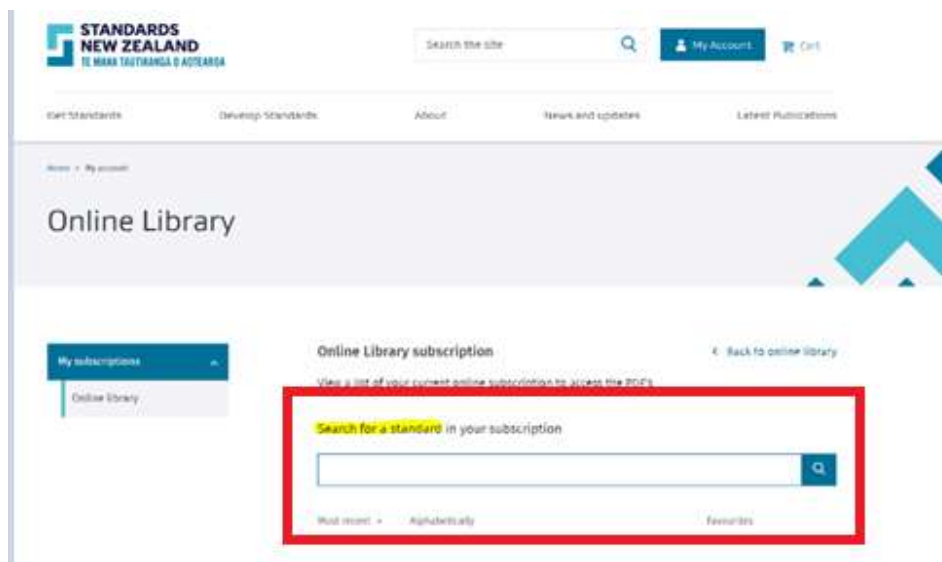 STANDARDS
NEW ZEALAND
TE MANA TAUTIKANGA O AOTEAROA
Search the site
My Account
Cart
Get Standards
Develop Standards
About
News and updates
Latest Publications
Home > My account
Online Library
My subscriptions
Online library
Online Library subscription
< Back to online library
View a list of your current online subscription to access the PDF's
Search for a standard in your subscription
Most recent
Alphabetically
Favourites